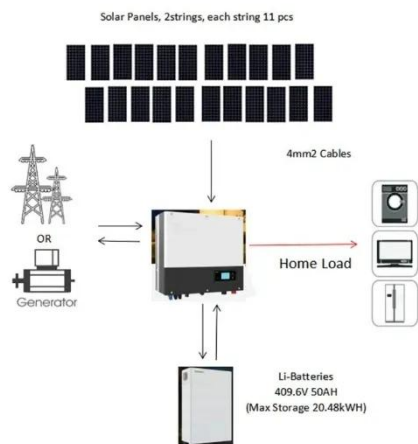 Solar Panels, 2strings, each string 11 pcs
4mm2 Cables
OR
Generator
Home Load
Li-Batteries
409.6V 50AH
(Max Storage 20.48kWH)